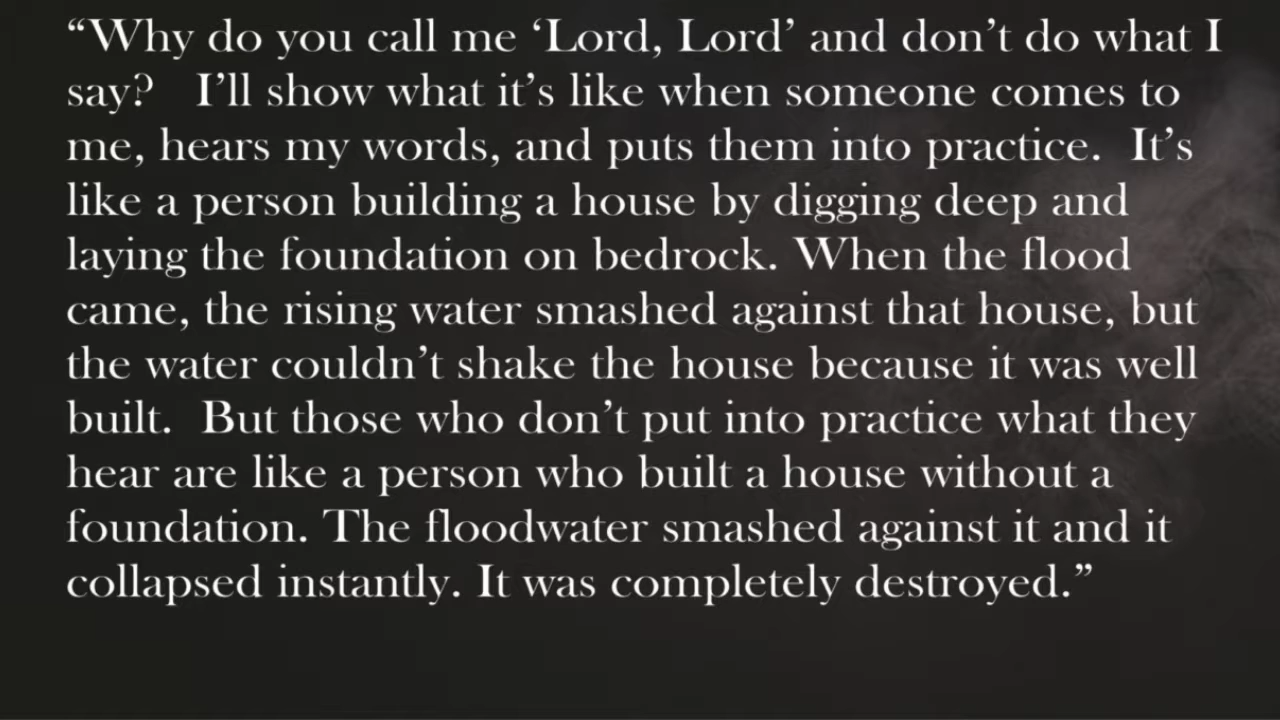 “Why do you call me ‘Lord, Lord’ and don’t do what I
say?   I’ll show what it’s like when someone comes to
me, hears my words, and puts them into practice.  It’s
like a person building a house by digging deep and
laying the foundation on bedrock. When the flood
came, the rising water smashed against that house, but
the water couldn’t shake the house because it was well
built.  But those who don’t put into practice what they
hear are like a person who built a house without a
foundation. The floodwater smashed against it and it
collapsed instantly. It was completely destroyed.”